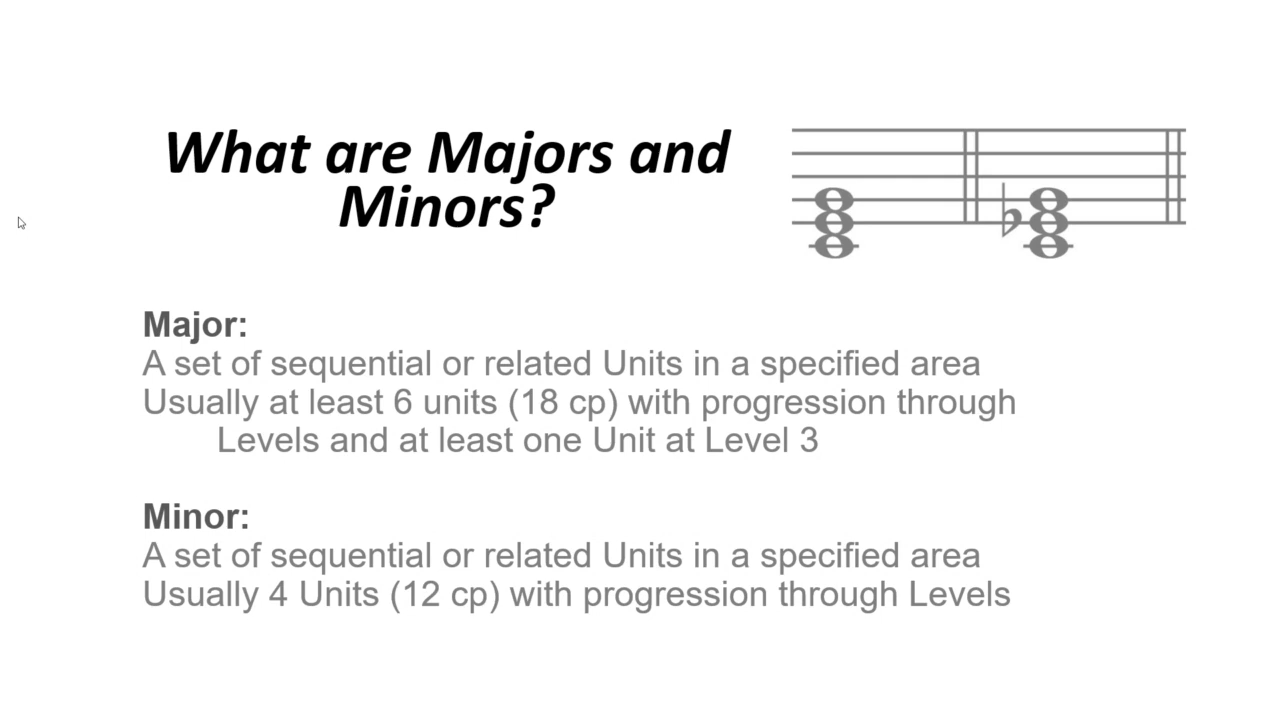 What are Majors and
Minors?
Major:
A set of sequential or related Units in a specified area
Usually at least 6 units (18 cp) with progression through
Levels and at least one Unit at Level 3
Minor:
A set of sequential or related Units in a specified area
Usually 4 Units (12 cp) with progression through Levels